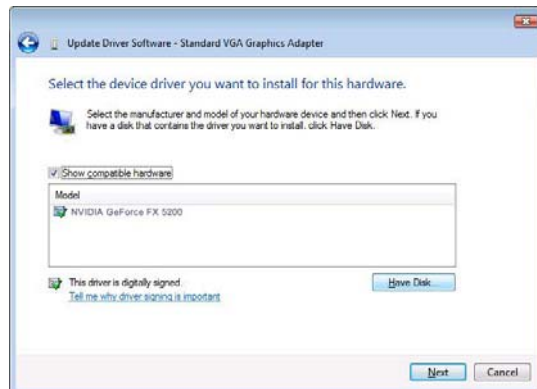 Update Driver Software - Standard VGA Graphics Adapter
Select the device driver you want to install for this hardware.
Select the manufacturer and model of your hardware device and then click Next. If you
have a disk that contains the driver you want to install, click Have Disk.
Show compatible hardware
Model
NVIDIA GeForce FX 5200
This driver is digitally signed.
Tell me why driver signing is important
Have Disk...
Next
Cancel